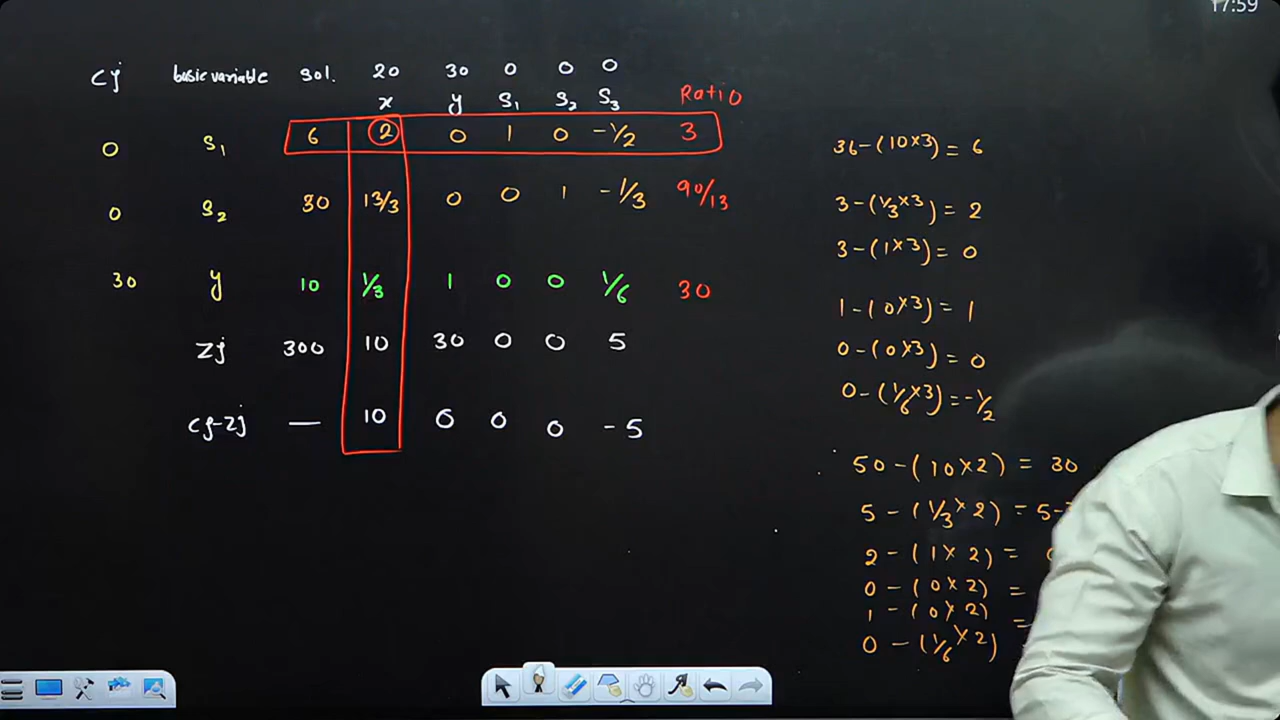 17:59
Cj basic variable sol. 20 30 0 0 0
x y S₁ S₂ S₃ Ratio
0 S₁ 6 2 0 1 0 -1/2 3
0 S₂ 30 13/3 0 0 1 -1/3 90/13
30 y 10 1/3 1 0 0 1/6 30
Zj 300 10 30 0 0 5
Cj-Zj — 10 0 0 0 -5
36-(10×3) = 6
3-(1/3×3) = 2
3-(1×3) = 0
1-(0×3) = 1
0-(0×3) = 0
0-(1/6×3) = -1/2
50-(10×2) = 30
5-(1/3×2) = 5-
2-(1×2) =
0-(0×2) =
1-(0×2) =
0-(1/6×2)